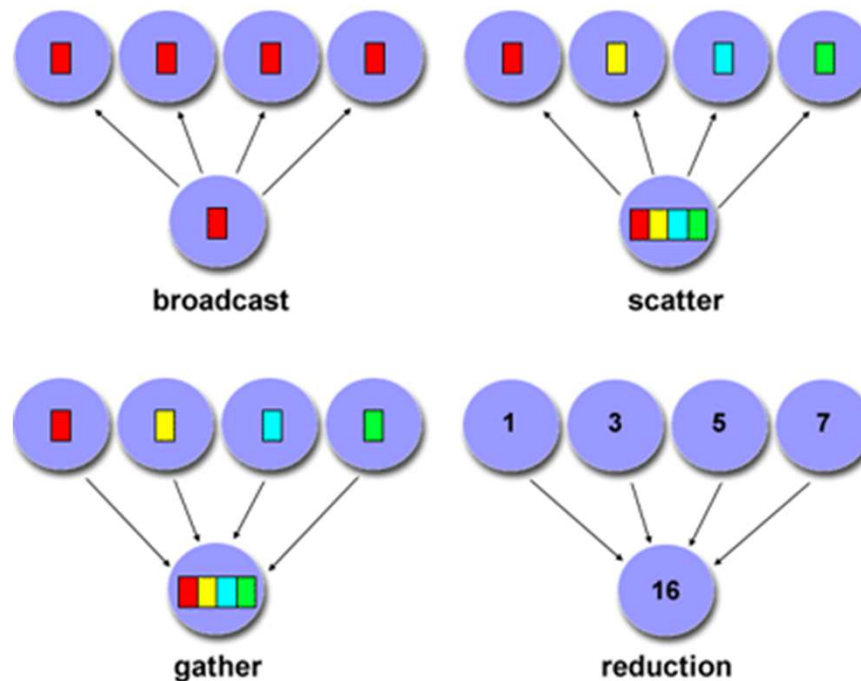 broadcast
scatter
1 3 5 7
16
gather
reduction